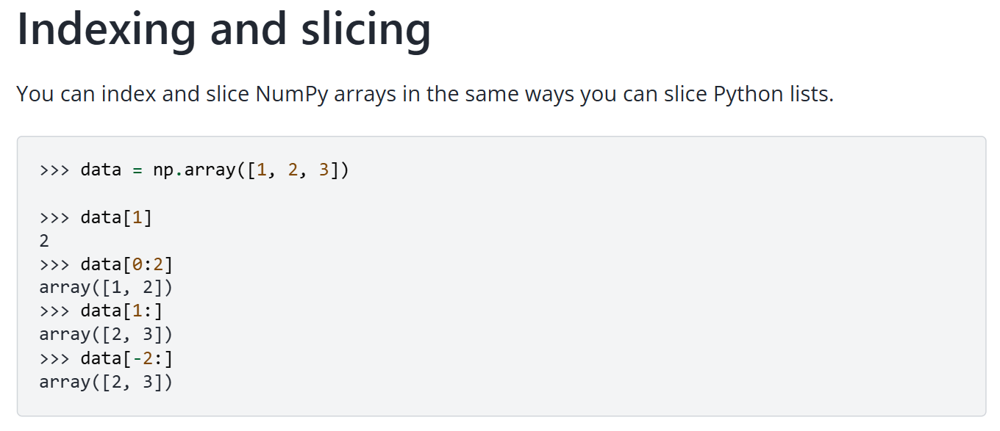 Indexing and slicing
You can index and slice NumPy arrays in the same ways you can slice Python lists.
>>> data = np.array([1, 2, 3])
>>> data[1]
2
>>> data[0:2]
array([1, 2])
>>> data[1:]
array([2, 3])
>>> data[-2:]
array([2, 3])